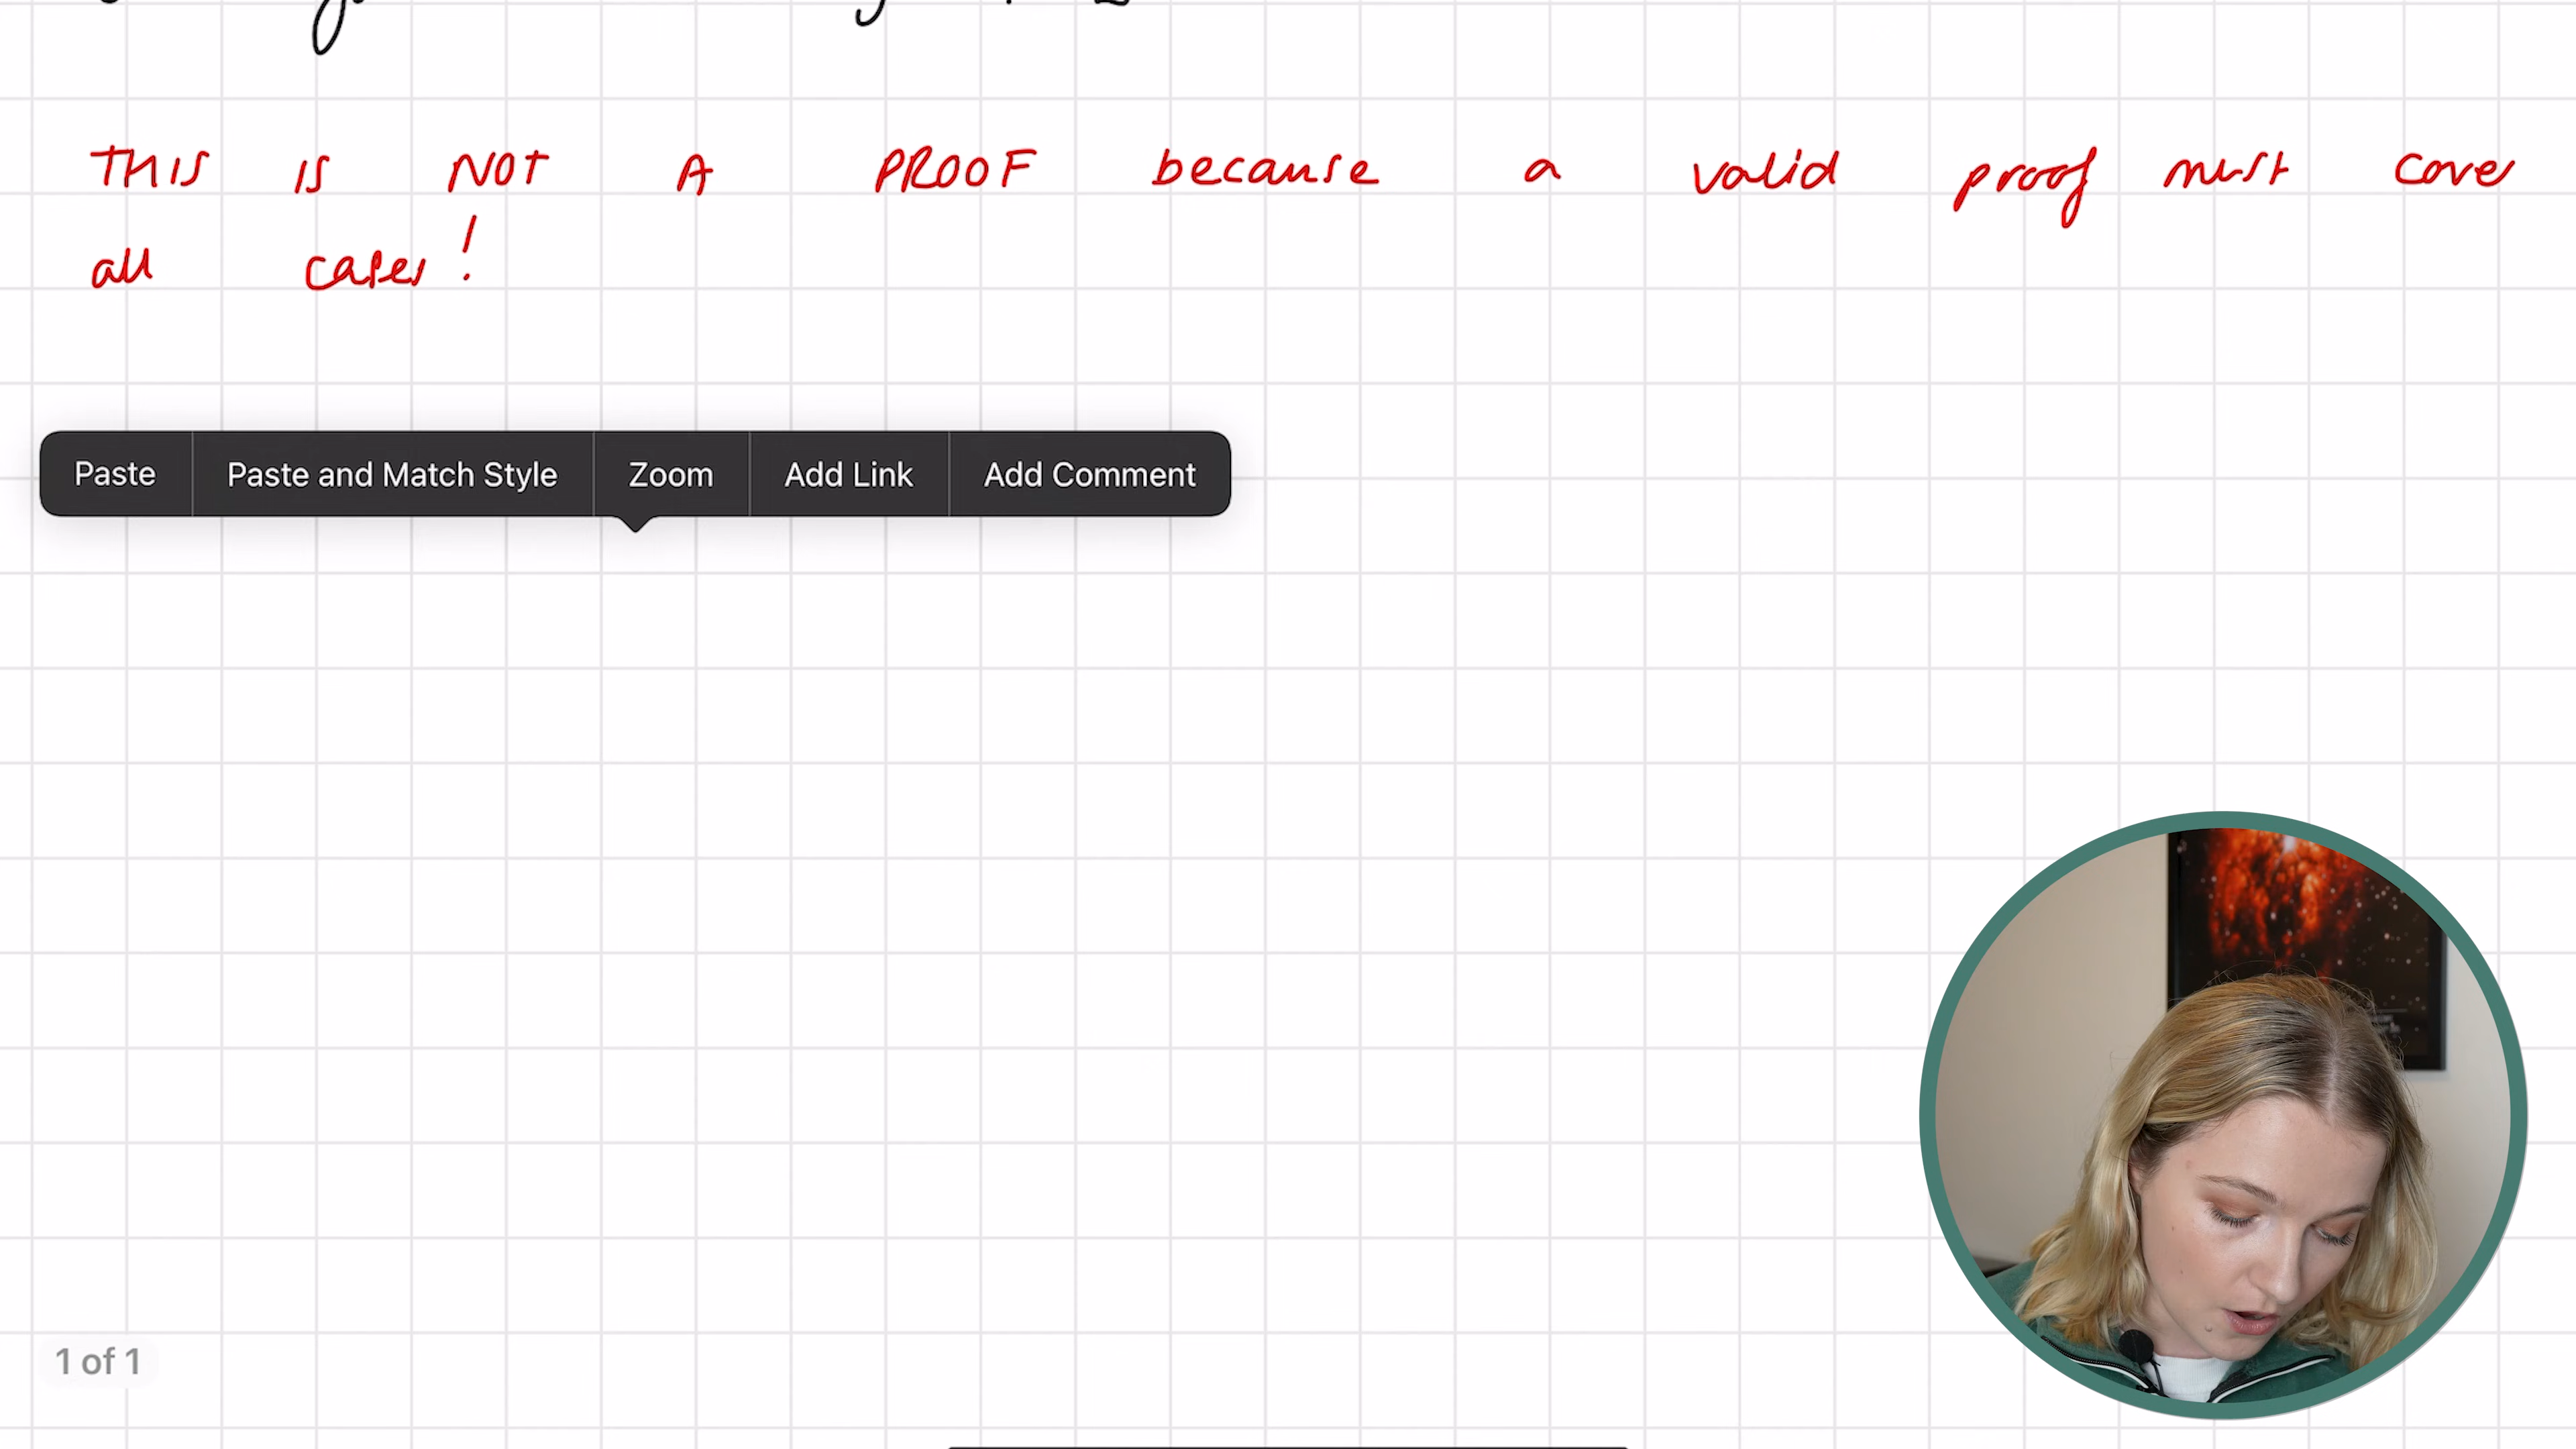 THIS IS NOT A PROOF because a valid proof must cover
all cases!
Paste Paste and Match Style Zoom Add Link Add Comment
1 of 1